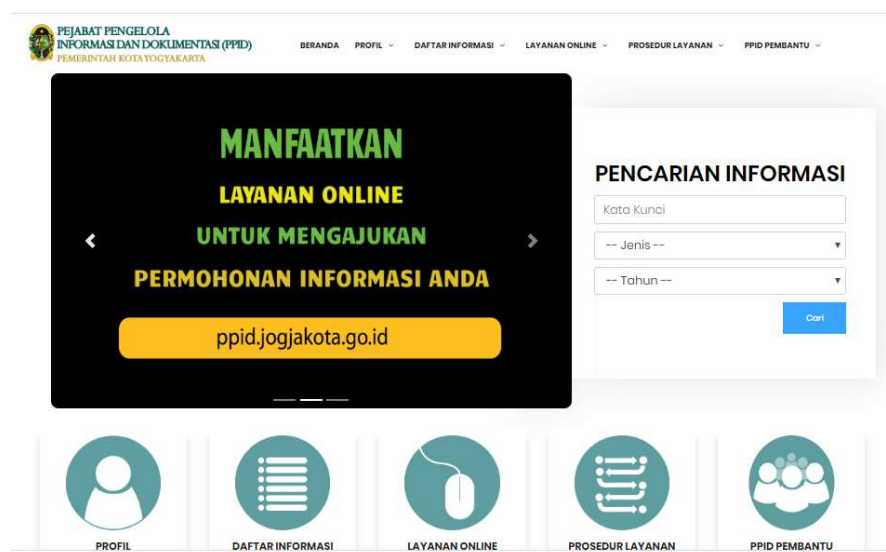 PEJABAT PENGELOLA
INFORMASI DAN DOKUMENTASI (PPID)
PEMERINTAH KOTA YOGYAKARTA
BERANDA PROFIL DAFTAR INFORMASI LAYANAN ONLINE PROSEDUR LAYANAN PPID PEMBANTU
MANFAATKAN
LAYANAN ONLINE
UNTUK MENGAJUKAN
PERMOHONAN INFORMASI ANDA
ppid.jogjakota.go.id
PENCARIAN INFORMASI
Kata Kunci
-- Jenis --
-- Tahun --
Cari
PROFIL DAFTAR INFORMASI LAYANAN ONLINE PROSEDUR LAYANAN PPID PEMBANTU